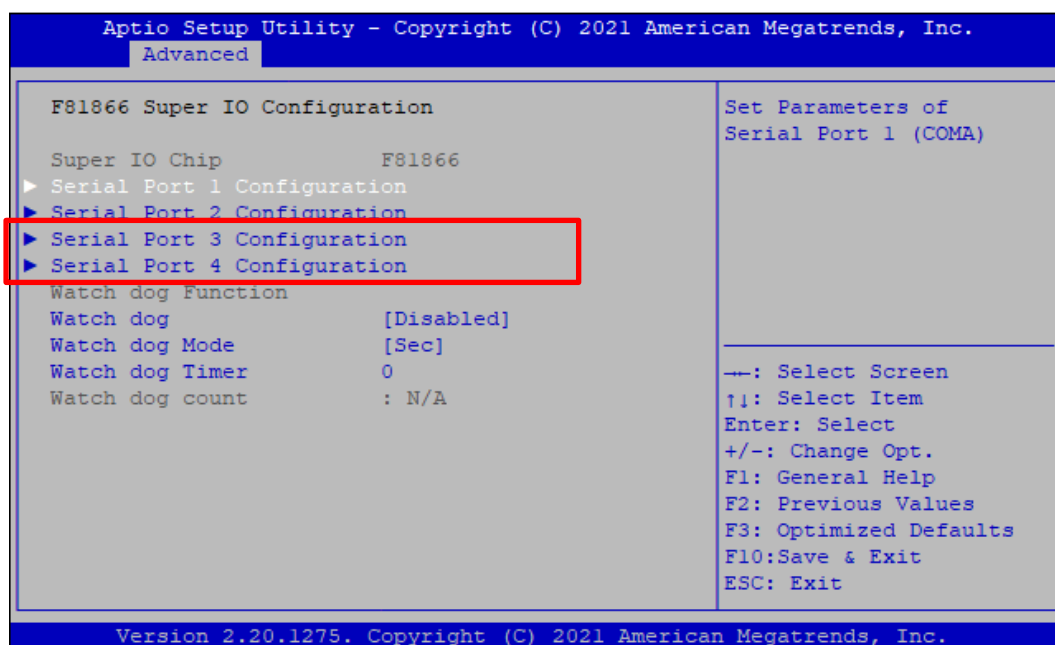 Aptio Setup Utility - Copyright (C) 2021 American Megatrends, Inc.
Advanced
F81866 Super IO Configuration
Super IO Chip F81866
► Serial Port 1 Configuration
► Serial Port 2 Configuration
► Serial Port 3 Configuration
► Serial Port 4 Configuration
Watch dog Function
Watch dog [Disabled]
Watch dog Mode [Sec]
Watch dog Timer 0
Watch dog count : N/A
Set Parameters of
Serial Port 1 (COMA)
→←: Select Screen
↑↓: Select Item
Enter: Select
+/-: Change Opt.
F1: General Help
F2: Previous Values
F3: Optimized Defaults
F10:Save & Exit
ESC: Exit
Version 2.20.1275. Copyright (C) 2021 American Megatrends, Inc.